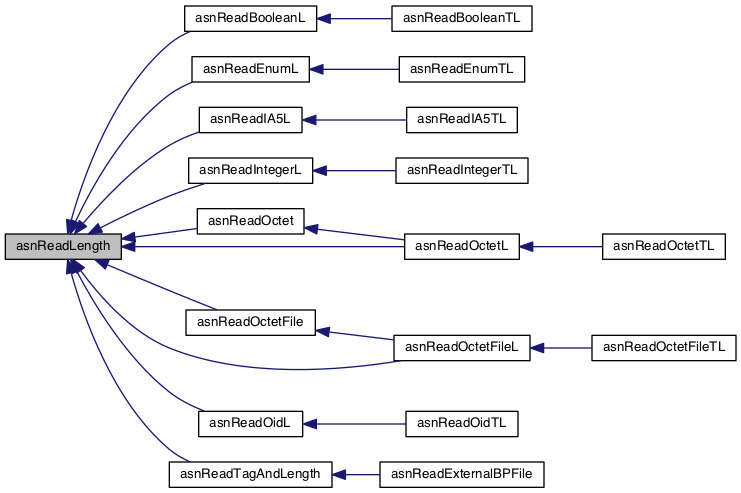 asnReadBooleanL
asnReadBooleanTL
asnReadEnumL
asnReadEnumTL
asnReadIA5L
asnReadIA5TL
asnReadIntegerL
asnReadIntegerTL
asnReadOctet
asnReadLength
asnReadOctetL
asnReadOctetTL
asnReadOctetFile
asnReadOctetFileL
asnReadOctetFileTL
asnReadOidL
asnReadOidTL
asnReadTagAndLength
asnReadExternalBPFile